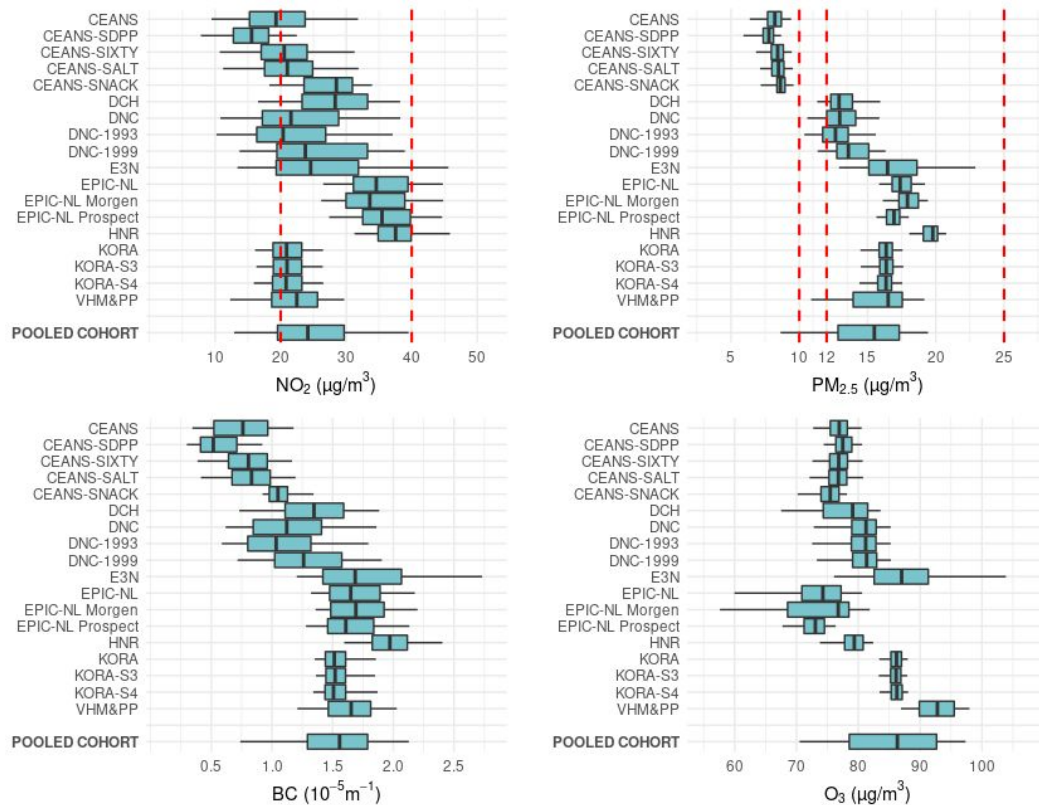 CEANS
CEANS-SDPP
CEANS-SIXTY
CEANS-SALT
CEANS-SNACK
DCH
DNC
DNC-1993
DNC-1999
E3N
EPIC-NL
EPIC-NL Morgen
EPIC-NL Prospect
HNR
KORA
KORA-S3
KORA-S4
VHM&PP
POOLED COHORT
10 20 30 40 50
NO₂ (µg/m³)
CEANS
CEANS-SDPP
CEANS-SIXTY
CEANS-SALT
CEANS-SNACK
DCH
DNC
DNC-1993
DNC-1999
E3N
EPIC-NL
EPIC-NL Morgen
EPIC-NL Prospect
HNR
KORA
KORA-S3
KORA-S4
VHM&PP
POOLED COHORT
5 10 12 15 20 25
PM₂.₅ (µg/m³)
CEANS
CEANS-SDPP
CEANS-SIXTY
CEANS-SALT
CEANS-SNACK
DCH
DNC
DNC-1993
DNC-1999
E3N
EPIC-NL
EPIC-NL Morgen
EPIC-NL Prospect
HNR
KORA
KORA-S3
KORA-S4
VHM&PP
POOLED COHORT
0.5 1.0 1.5 2.0 2.5
BC (10⁻⁵m⁻¹)
CEANS
CEANS-SDPP
CEANS-SIXTY
CEANS-SALT
CEANS-SNACK
DCH
DNC
DNC-1993
DNC-1999
E3N
EPIC-NL
EPIC-NL Morgen
EPIC-NL Prospect
HNR
KORA
KORA-S3
KORA-S4
VHM&PP
POOLED COHORT
60 70 80 90 100
O₃ (µg/m³)